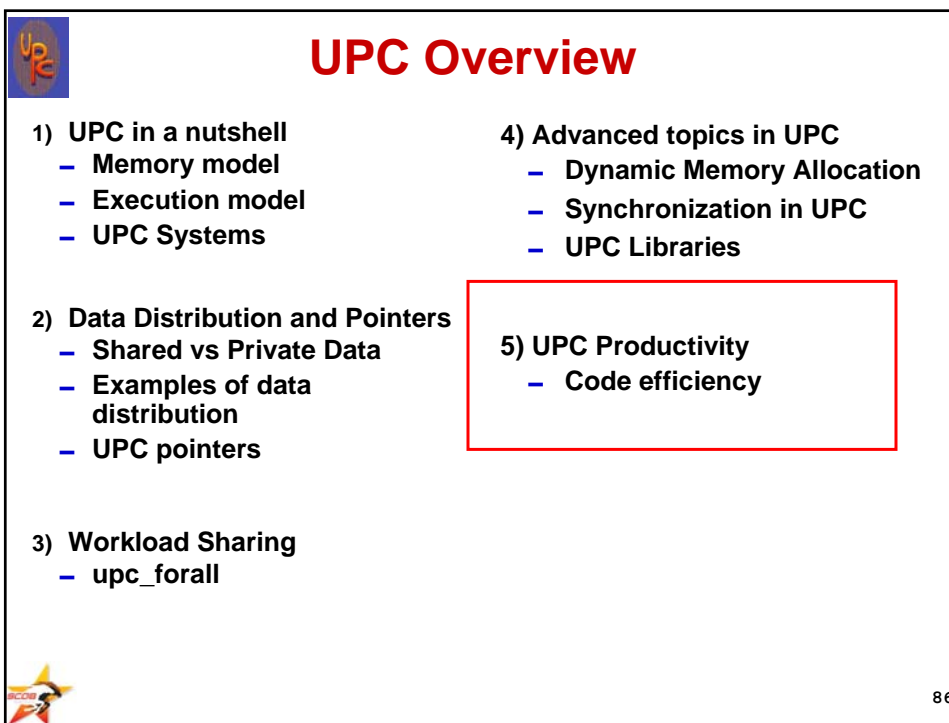 UPC
UPC Overview
1) UPC in a nutshell
– Memory model
– Execution model
– UPC Systems
2) Data Distribution and Pointers
– Shared vs Private Data
– Examples of data
distribution
– UPC pointers
3) Workload Sharing
– upc_forall
4) Advanced topics in UPC
– Dynamic Memory Allocation
– Synchronization in UPC
– UPC Libraries
5) UPC Productivity
– Code efficiency
SC08
86